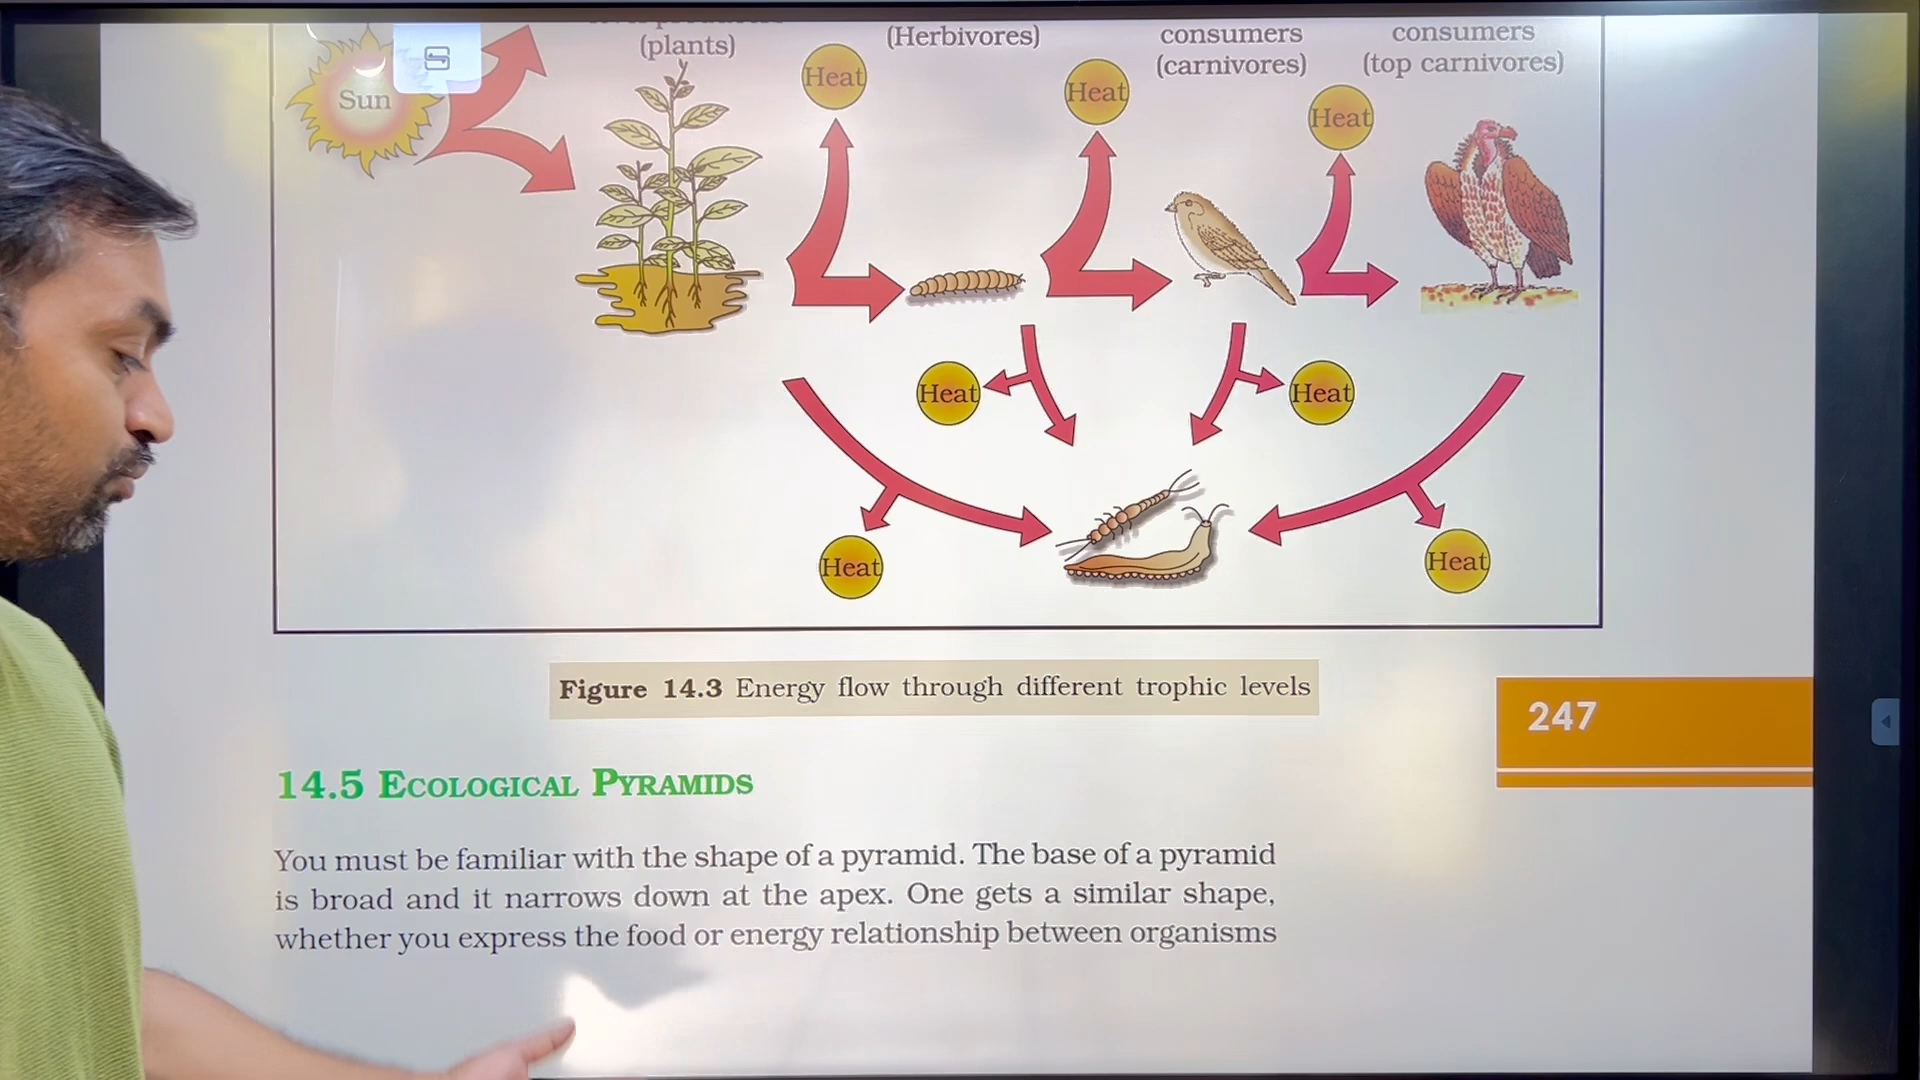 (plants)
(Herbivores)
consumers
(carnivores)
consumers
(top carnivores)
Sun
Heat
Heat
Heat
Heat
Heat
Heat
Heat
Figure 14.3 Energy flow through different trophic levels
247
14.5 ECOLOGICAL PYRAMIDS
You must be familiar with the shape of a pyramid. The base of a pyramid
is broad and it narrows down at the apex. One gets a similar shape,
whether you express the food or energy relationship between organisms